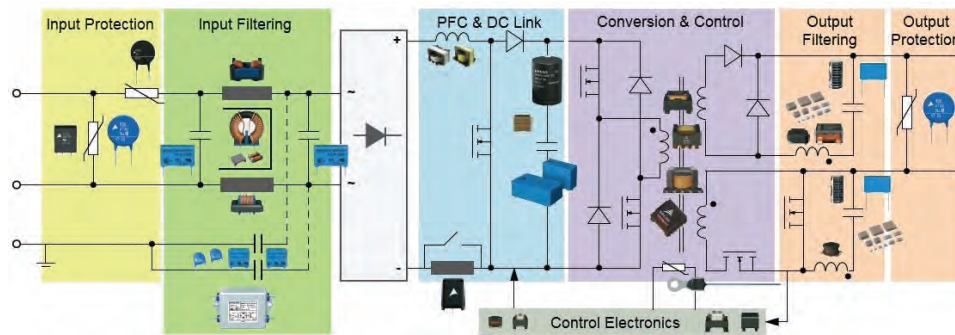 Input Protection
Input Filtering
PFC & DC Link
Conversion & Control
Output
Filtering
Output
Protection
+
~
~
-
Control Electronics